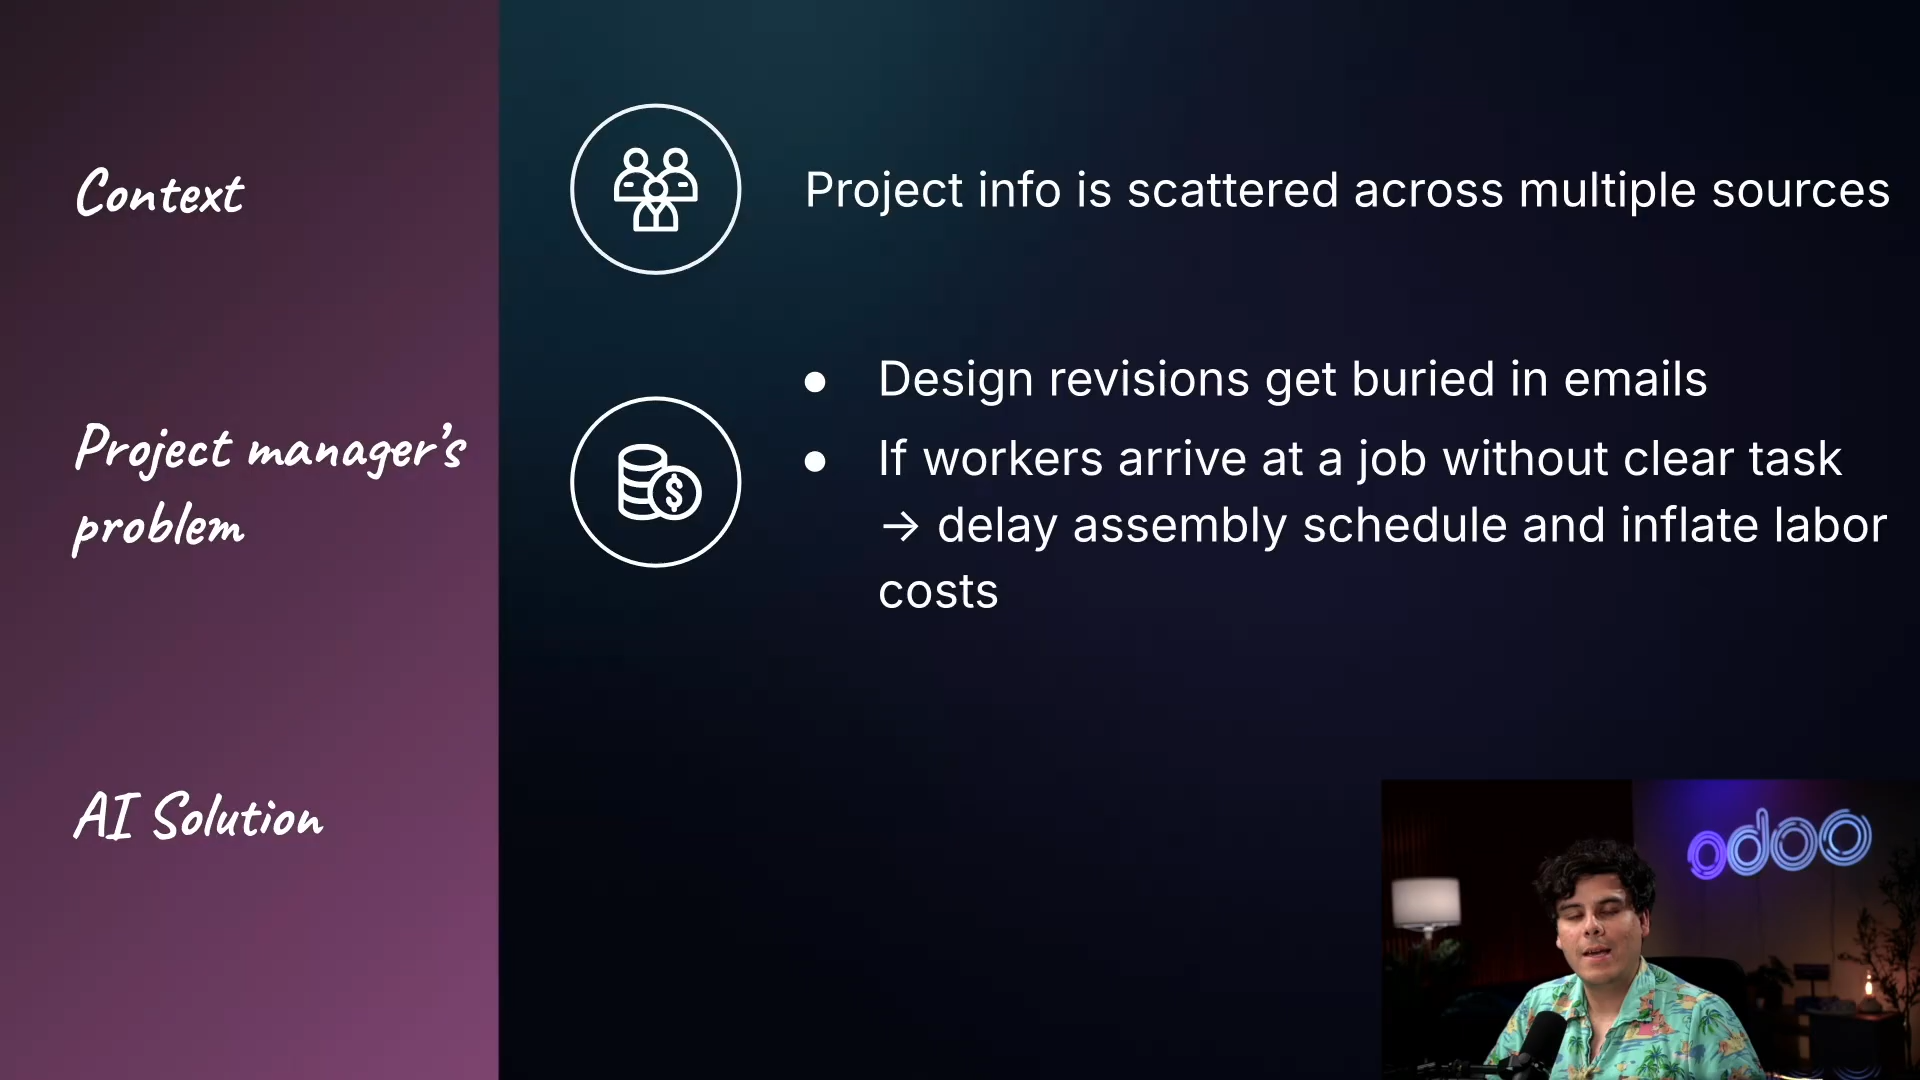 Context
Project info is scattered across multiple sources
Project manager's
problem
● Design revisions get buried in emails
● If workers arrive at a job without clear task
→ delay assembly schedule and inflate labor
costs
$
AI Solution
odoo